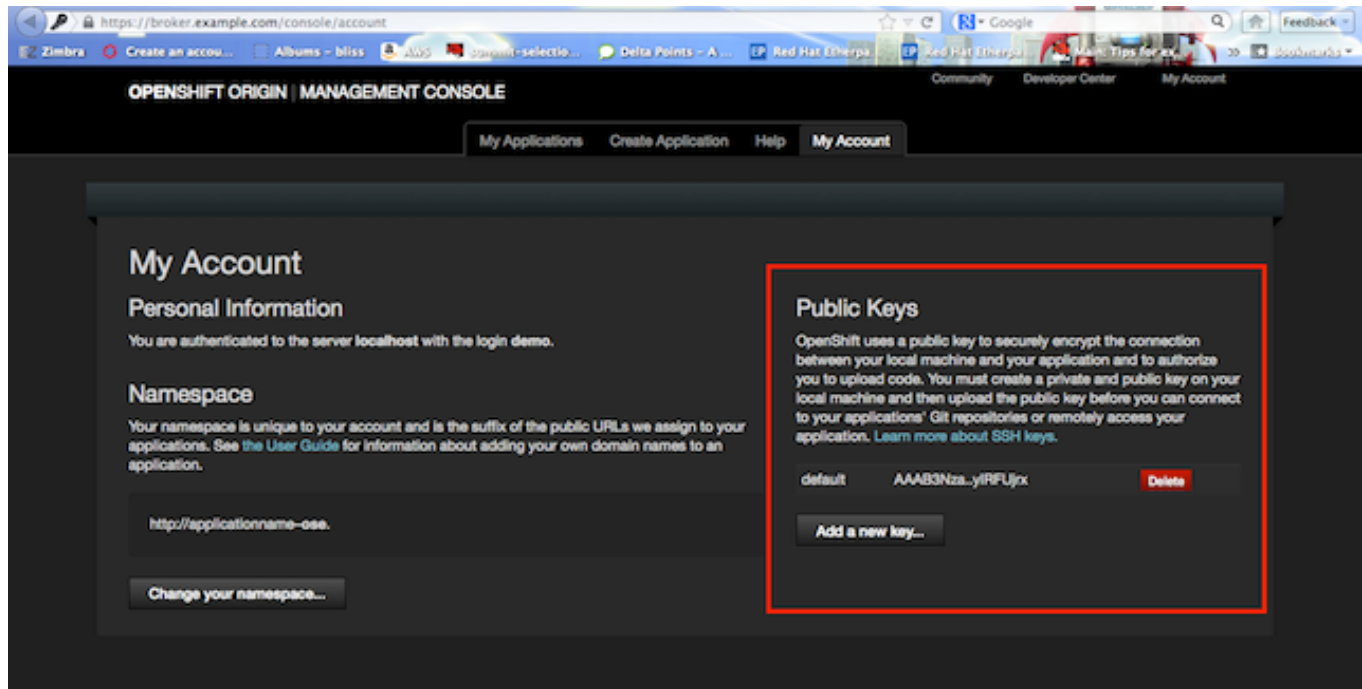 https://broker.example.com/console/account
Google
Feedback
Zimbra
Create an accou...
Albums – bliss
AWS
summit-selectio...
Delta Points – A ...
Red Hat Etherpa
Red Hat Etherpa
Main: Tips for ex...
Bookmarks
OPENSHIFT ORIGIN | MANAGEMENT CONSOLE
Community
Developer Center
My Account
My Applications
Create Application
Help
My Account
My Account
Personal Information
You are authenticated to the server localhost with the login demo.
Namespace
Your namespace is unique to your account and is the suffix of the public URLs we assign to your
applications. See the User Guide for information about adding your own domain names to an
application.
http://applicationname-ose.
Change your namespace...
Public Keys
OpenShift uses a public key to securely encrypt the connection
between your local machine and your application and to authorize
you to upload code. You must create a private and public key on your
local machine and then upload the public key before you can connect
to your applications' Git repositories or remotely access your
application. Learn more about SSH keys.
default AAAB3Nza..yIRFUjrx Delete
Add a new key...